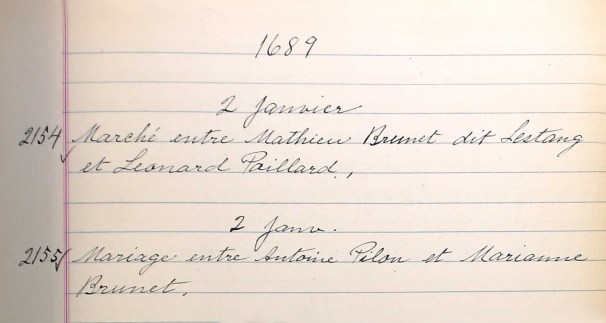 1689
2 Janvier
2154 Marché entre Mathieu Brunet dit Lestang
et Leonard Paillard.,
2 Janv.
2155 Mariage entre Antoine Pilon et Marianne
Brunet.